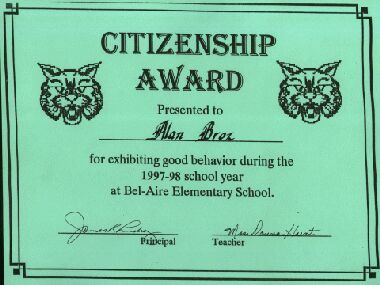 CITIZENSHIP
AWARD
Presented to
Alan Broz
for exhibiting good behavior during the
1997-98 school year
at Bel-Aire Elementary School.
Principal Teacher